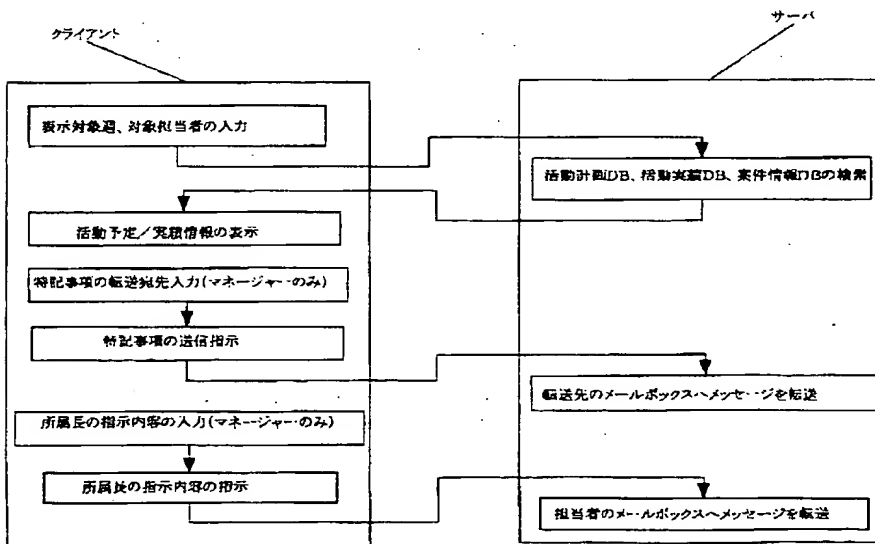 クライアント
サーバ
表示対象週、対象担当者の入力
活動計画DB、活動実績DB、案件情報DBの検索
活動予定/実績情報の表示
特記事項の転送宛先入力(マネージャーのみ)
特記事項の送信指示
転送先のメールボックスへメッセージを転送
所属長の指示内容の入力(マネージャーのみ)
所属長の指示内容の指示
担当者のメールボックスへメッセージを転送